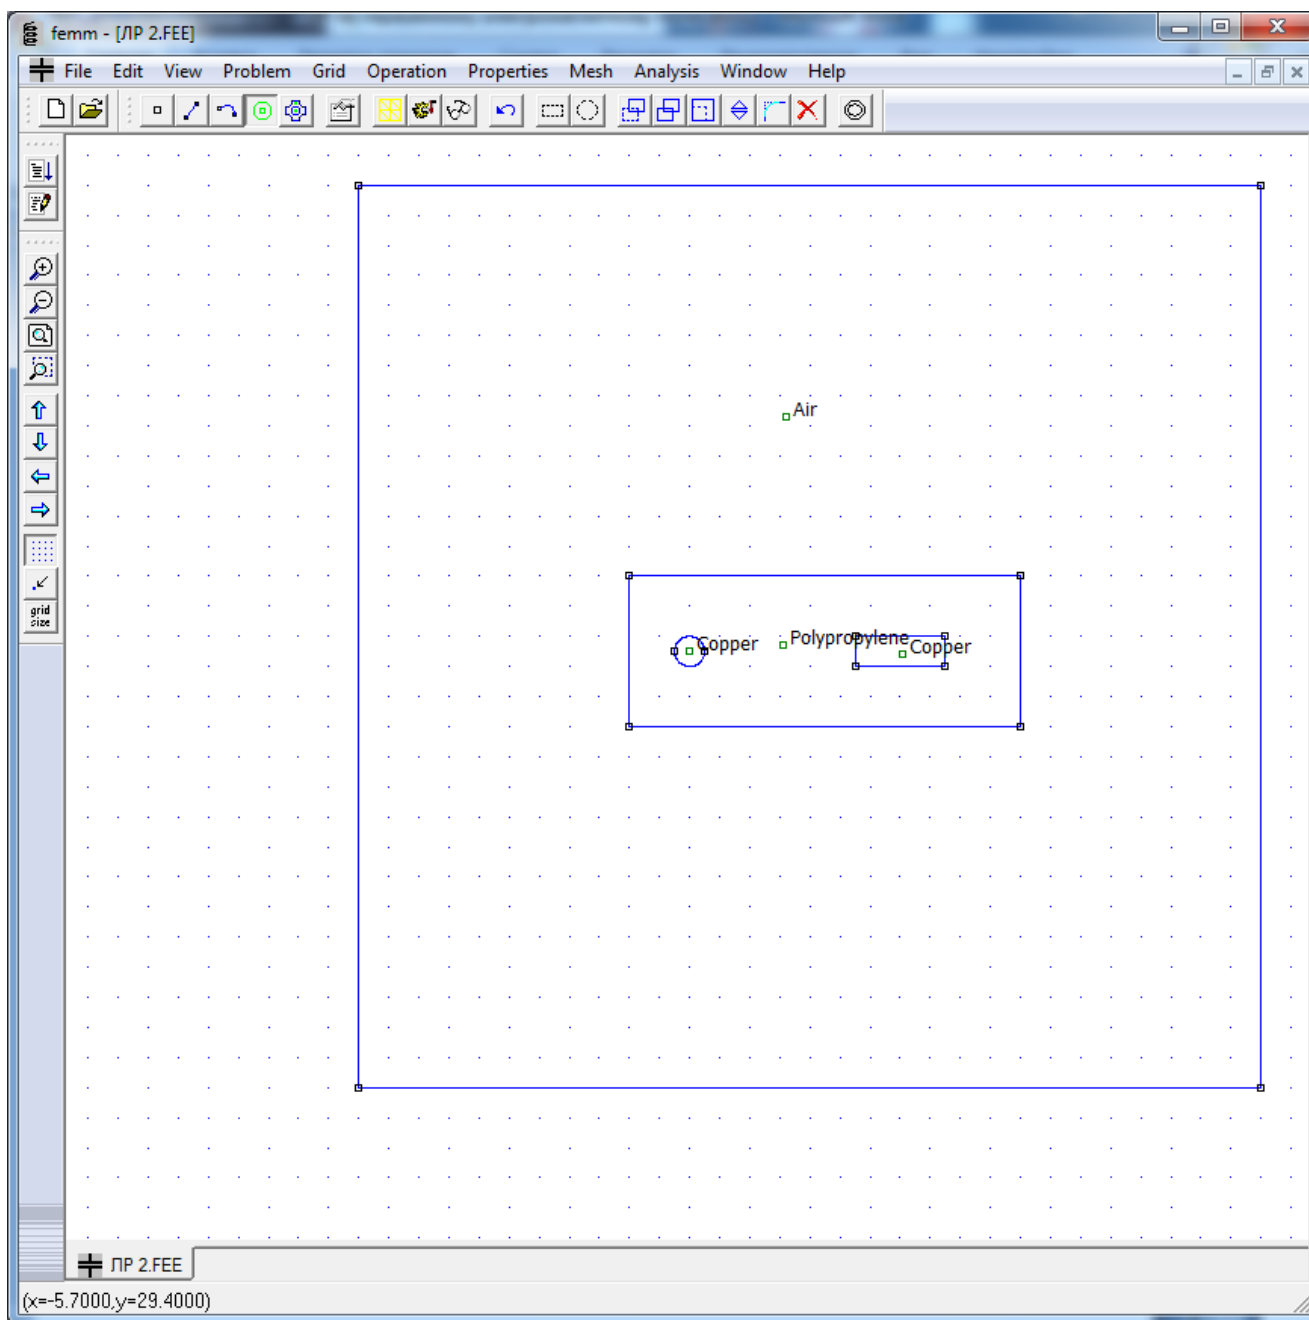 femm - [ЛР 2.FEE]
File Edit View Problem Grid Operation Properties Mesh Analysis Window Help
grid
size
Air
Copper
Polypropylene
Copper
ЛР 2.FEE
(x=-5.7000,y=29.4000)